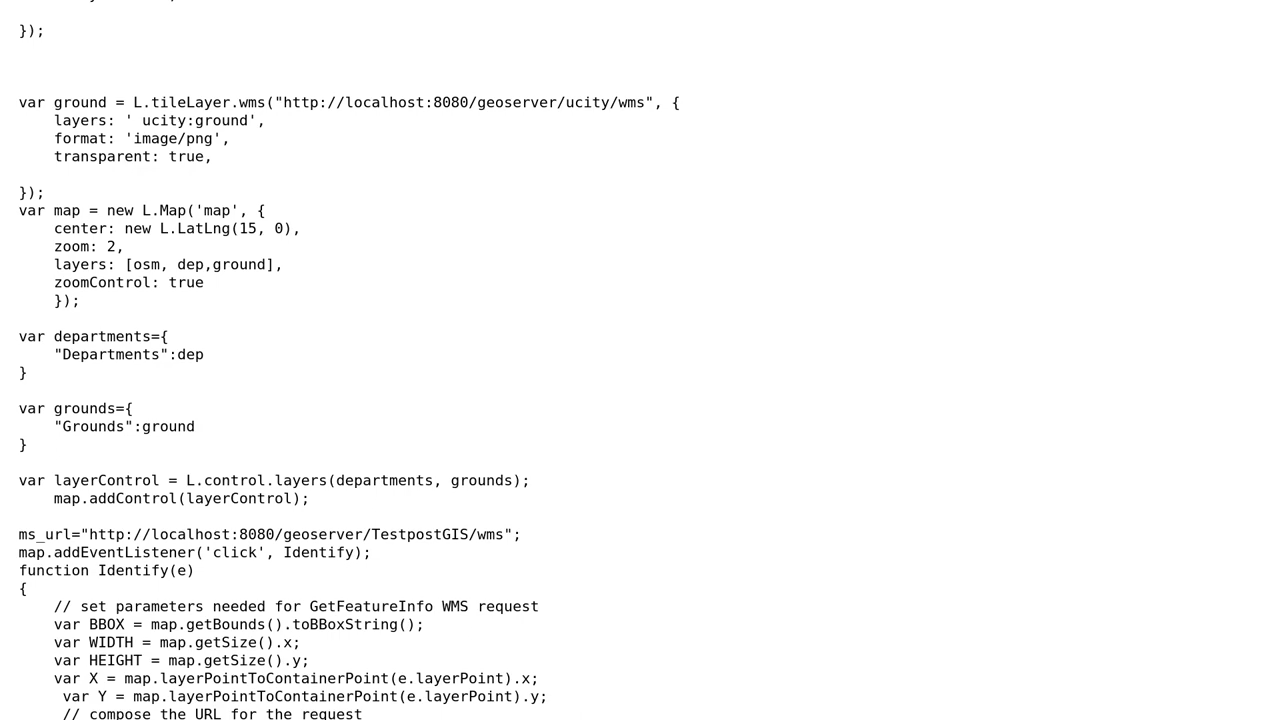 });
var ground = L.tileLayer.wms("http://localhost:8080/geoserver/ucity/wms", {
    layers: ' ucity:ground',
    format: 'image/png',
    transparent: true,
});
var map = new L.Map('map', {
    center: new L.LatLng(15, 0),
    zoom: 2,
    layers: [osm, dep,ground],
    zoomControl: true
    });
var departments={
    "Departments":dep
}
var grounds={
    "Grounds":ground
}
var layerControl = L.control.layers(departments, grounds);
    map.addControl(layerControl);
ms_url="http://localhost:8080/geoserver/TestpostGIS/wms";
map.addEventListener('click', Identify);
function Identify(e)
{
    // set parameters needed for GetFeatureInfo WMS request
    var BBOX = map.getBounds().toBBoxString();
    var WIDTH = map.getSize().x;
    var HEIGHT = map.getSize().y;
    var X = map.layerPointToContainerPoint(e.layerPoint).x;
     var Y = map.layerPointToContainerPoint(e.layerPoint).y;
     // compose the URL for the request